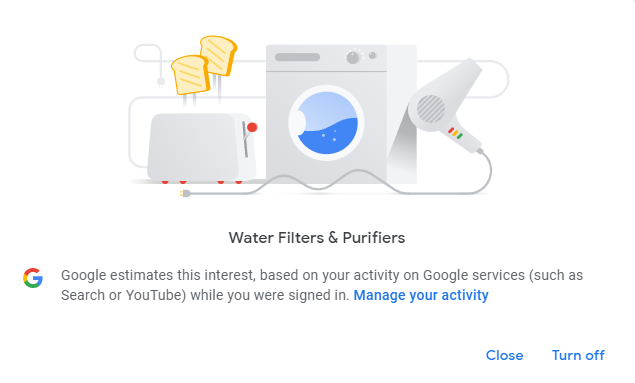 Water Filters & Purifiers
Google estimates this interest, based on your activity on Google services (such as
Search or YouTube) while you were signed in. Manage your activity
Close Turn off